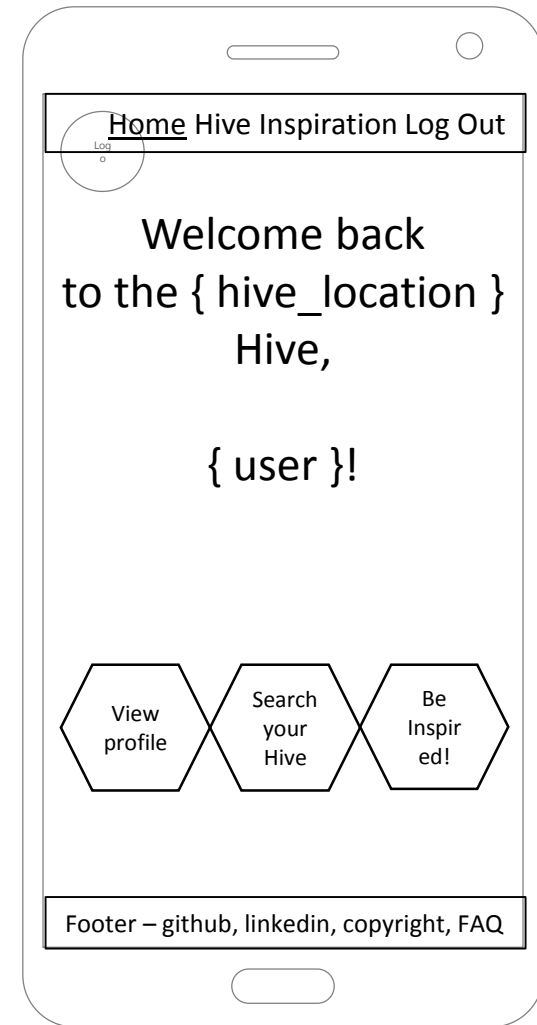 Home Hive Inspiration Log Out
Log
o
Welcome back
to the { hive_location }
Hive,
{ user }!
View
profile
Search
your
Hive
Be
Inspir
ed!
Footer – github, linkedin, copyright, FAQ